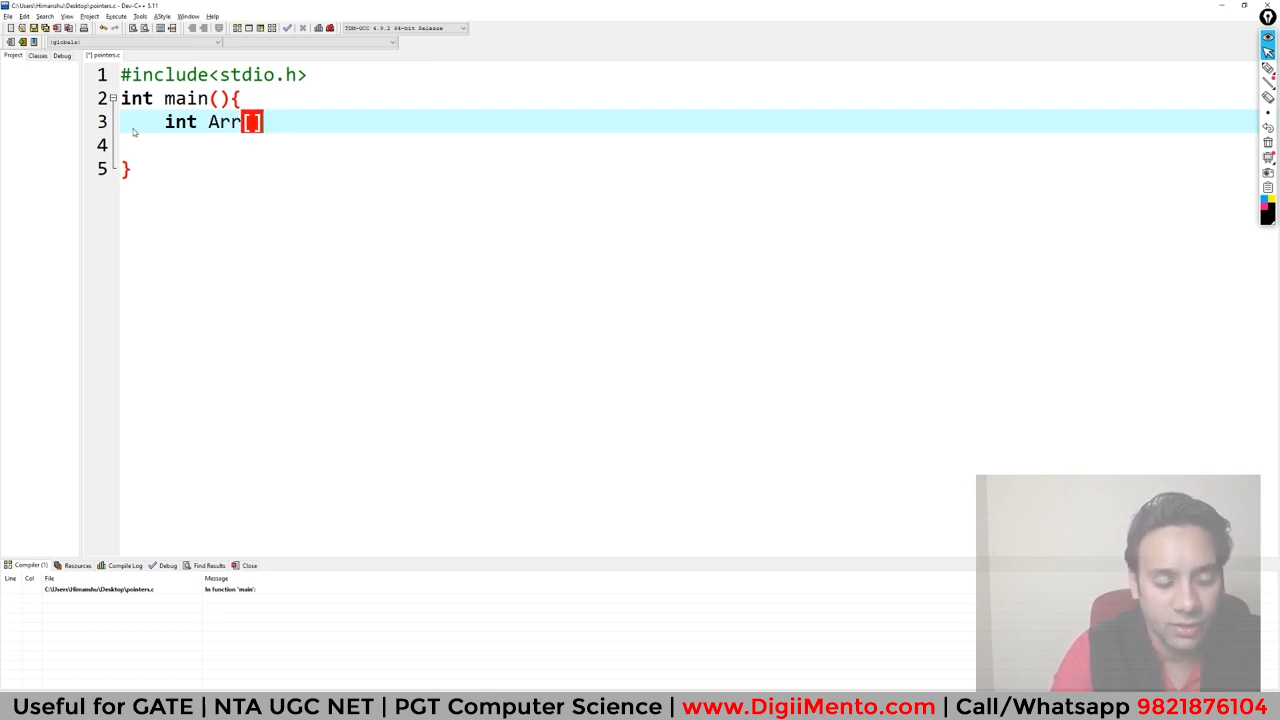 C:\Users\Himanshu\Desktop\pointers.c - Dev-C++ 5.11
File Edit Search View Project Execute Tools AStyle Window Help
TDM-GCC 4.9.2 64-bit Release
(globals)
Project Classes Debug [*] pointers.c
1 #include<stdio.h>
2 int main(){
3 int Arr[]
4
5 }
Compiler (1) Resources Compile Log Debug Find Results Close
Line Col File Message
C:\Users\Himanshu\Desktop\pointers.c In function 'main':
Useful for GATE | NTA UGC NET | PGT Computer Science | www.DigiiMento.com | Call/Whatsapp 9821876104